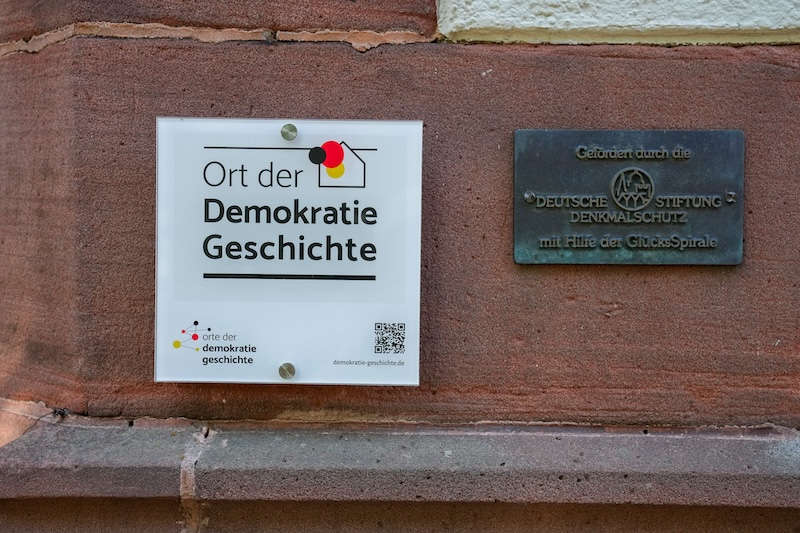 Ort der
Demokratie
Geschichte
orte der
demokratie
geschichte
demokratie-geschichte.de
Gefördert durch die
DEUTSCHE STIFTUNG
DENKMALSCHUTZ
mit Hilfe der GlücksSpirale